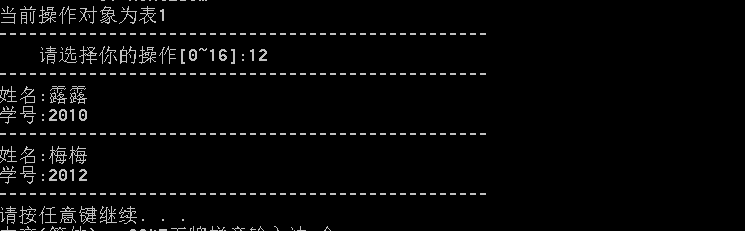 当前操作对象为表1
请选择你的操作[0~16]:12
姓名:露露
学号:2010
姓名:梅梅
学号:2012
请按任意键继续. . .